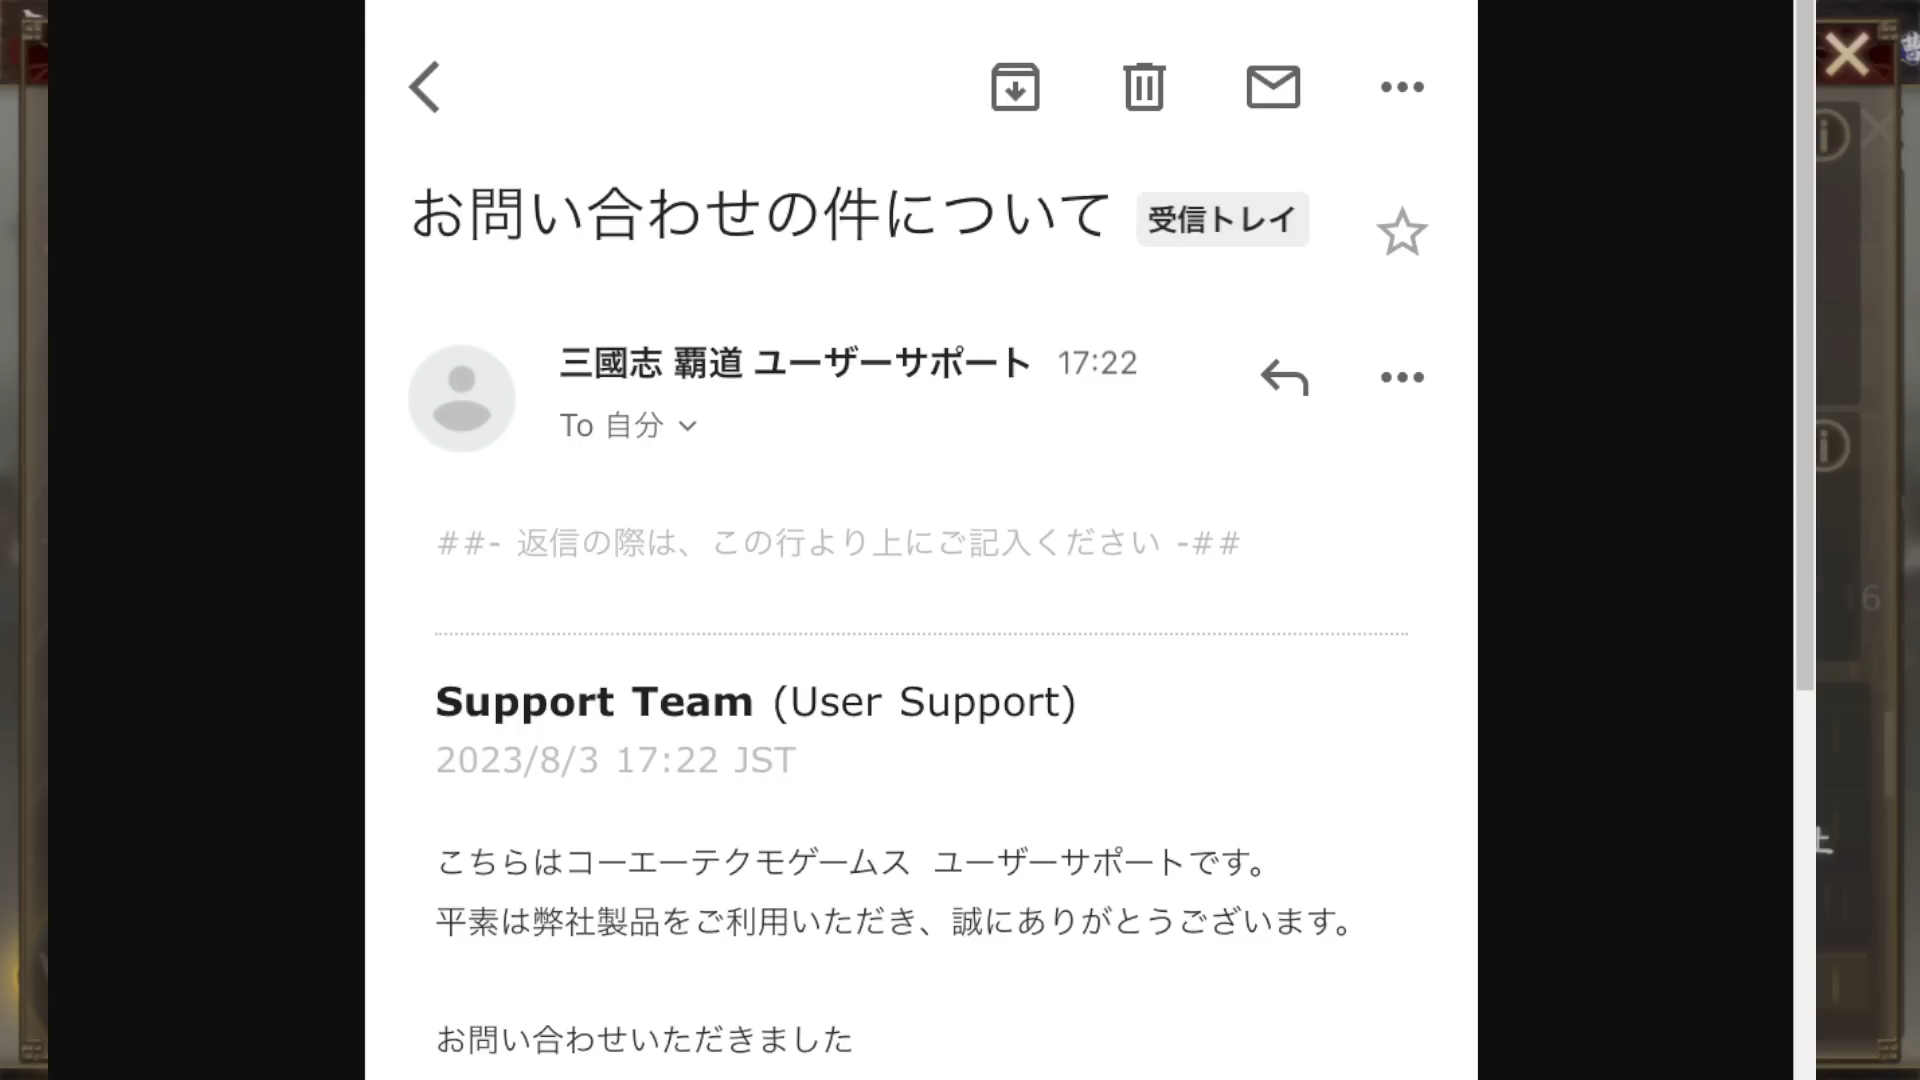 お問い合わせの件について 受信トレイ
三國志 覇道 ユーザーサポート 17:22
To 自分
##- 返信の際は、この行より上にご記入ください -##
Support Team (User Support)
2023/8/3 17:22 JST
こちらはコーエーテクモゲームス ユーザーサポートです。
平素は弊社製品をご利用いただき、誠にありがとうございます。
お問い合わせいただきました